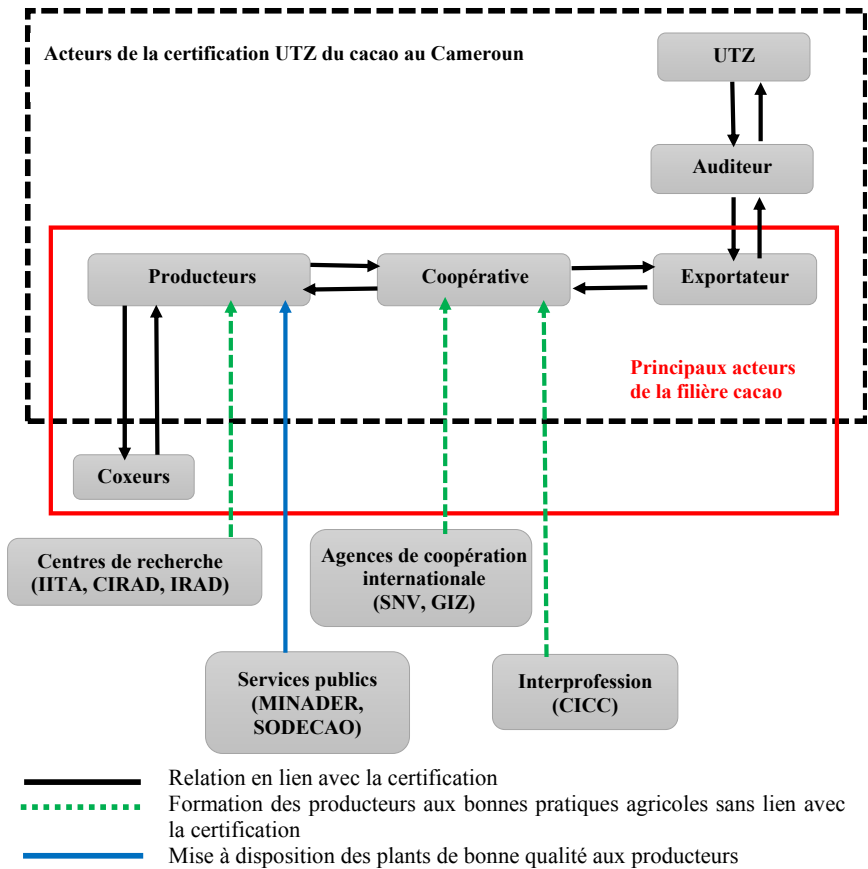 Acteurs de la certification UTZ du cacao au Cameroun
UTZ
Auditeur
Producteurs
Coopérative
Exportateur
Principaux acteurs
de la filière cacao
Coxeurs
Centres de recherche
(IITA, CIRAD, IRAD)
Agences de coopération
internationale
(SNV, GIZ)
Services publics
(MINADER,
SODECAO)
Interprofession
(CICC)
Relation en lien avec la certification
Formation des producteurs aux bonnes pratiques agricoles sans lien avec
la certification
Mise à disposition des plants de bonne qualité aux producteurs